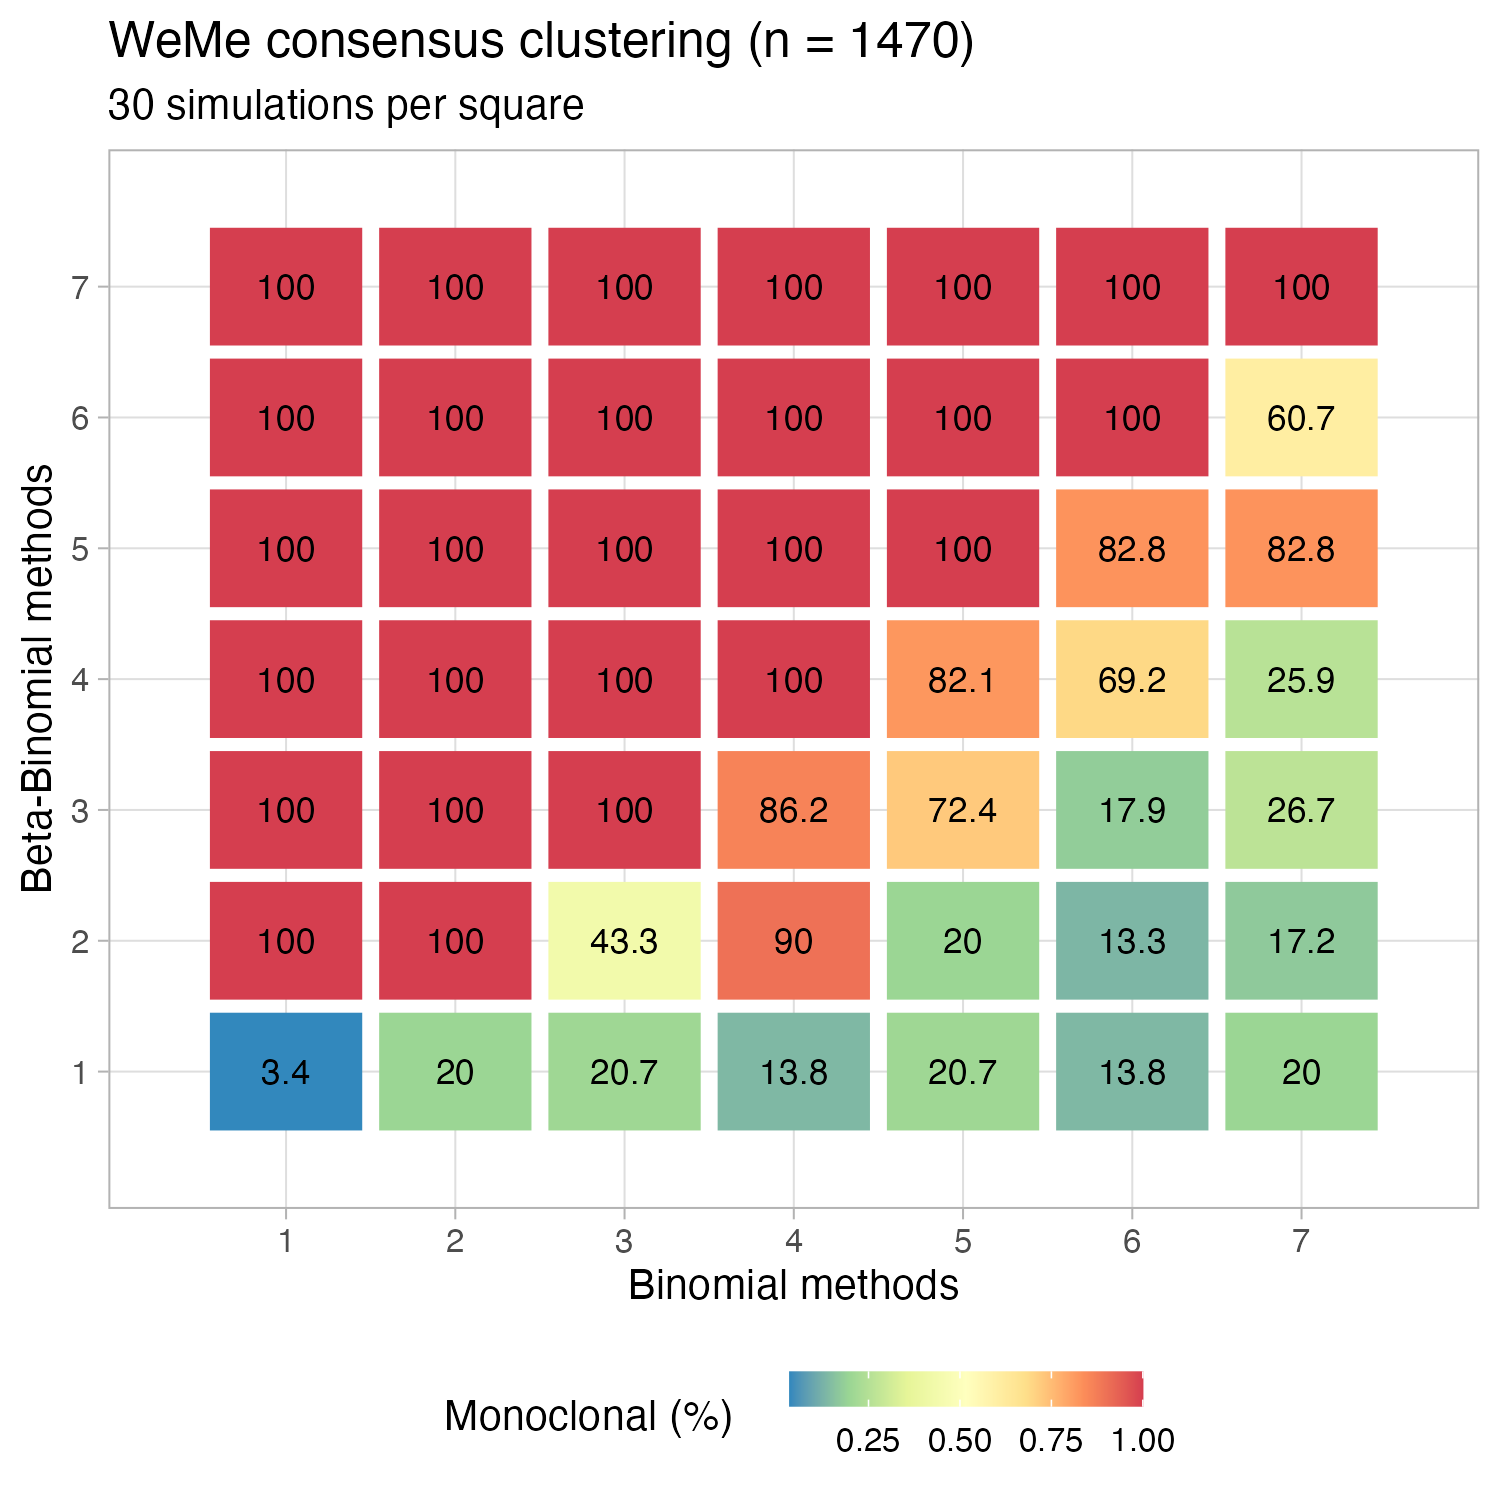 WeMe consensus clustering (n = 1470)
30 simulations per square
Beta-Binomial methods
7 100 100 100 100 100 100 100
6 100 100 100 100 100 100 60.7
5 100 100 100 100 100 82.8 82.8
4 100 100 100 100 82.1 69.2 25.9
3 100 100 100 86.2 72.4 17.9 26.7
2 100 100 43.3 90 20 13.3 17.2
1 3.4 20 20.7 13.8 20.7 13.8 20
1 2 3 4 5 6 7
Binomial methods
Monoclonal (%)
0.25 0.50 0.75 1.00